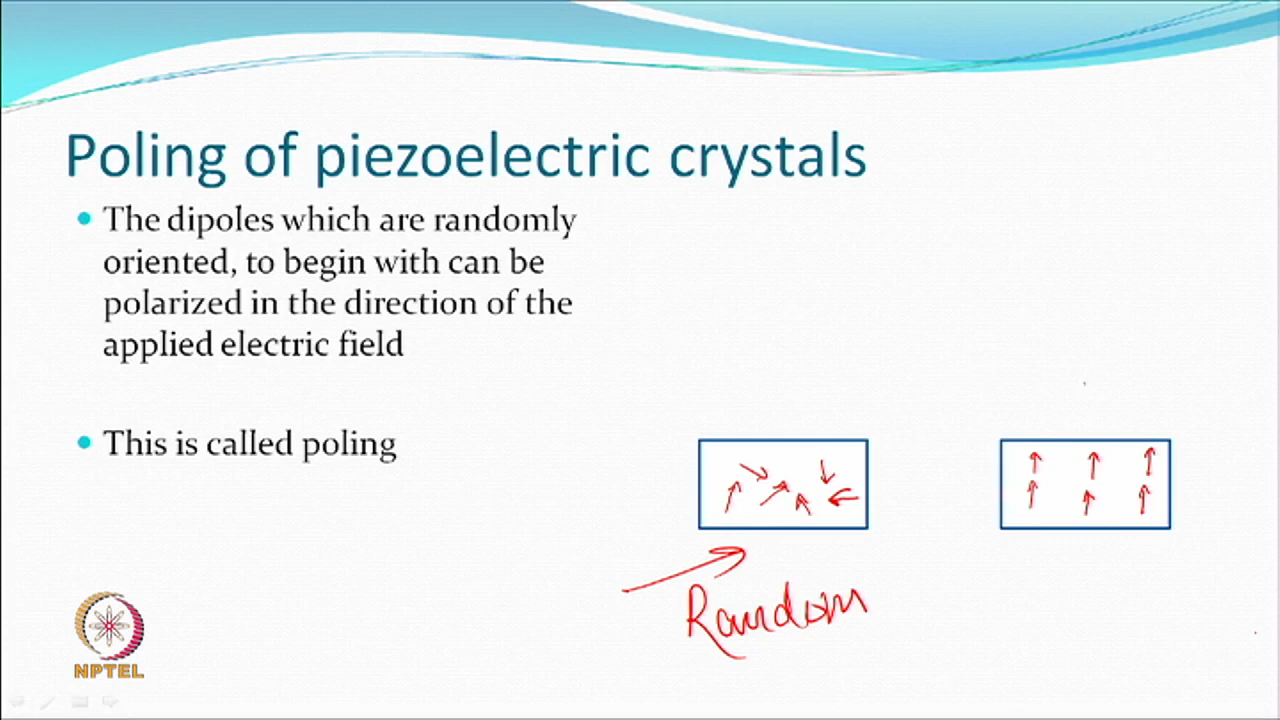 Poling of piezoelectric crystals
The dipoles which are randomly
oriented, to begin with can be
polarized in the direction of the
applied electric field
This is called poling
Random
NPTEL